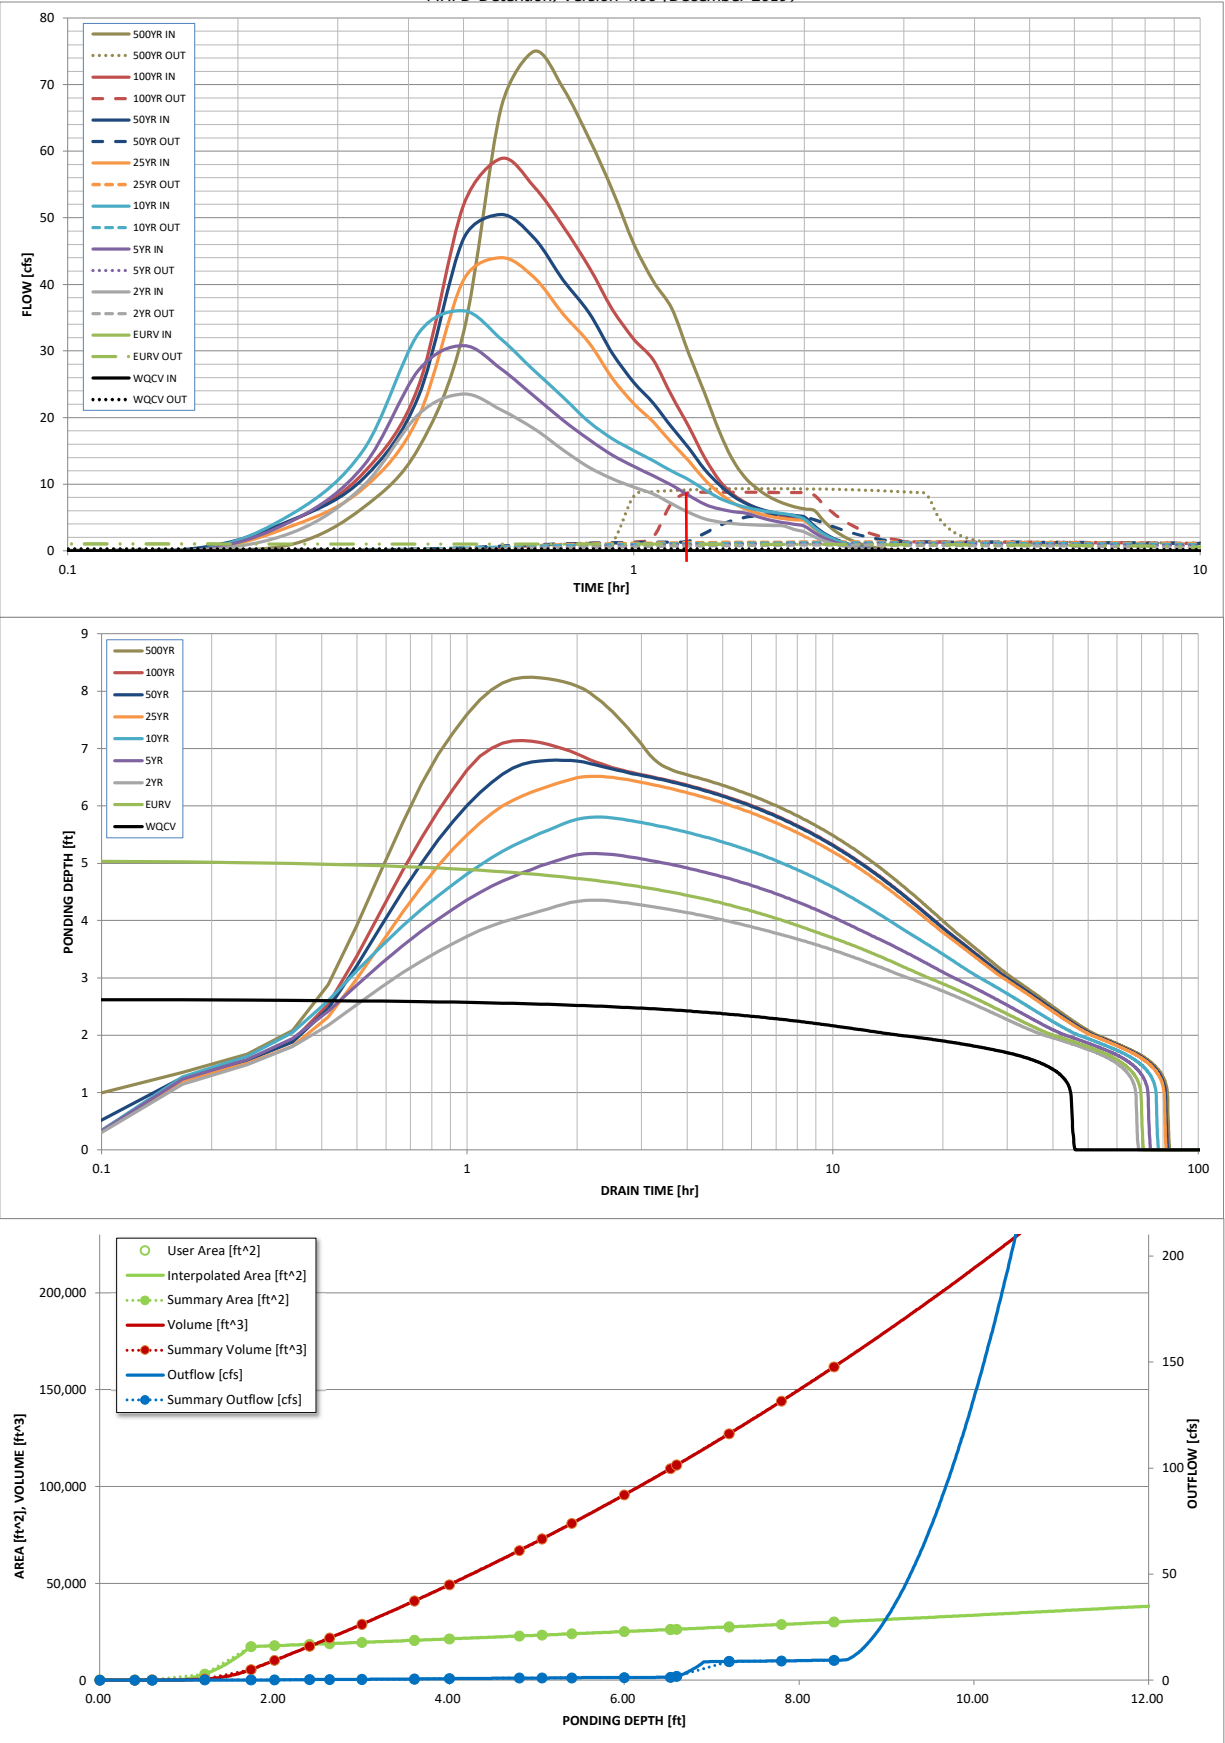 80
70
60
50
40
30
20
10
0
FLOW [cfs]
500YR IN
500YR OUT
100YR IN
100YR OUT
50YR IN
50YR OUT
25YR IN
25YR OUT
10YR IN
10YR OUT
5YR IN
5YR OUT
2YR IN
2YR OUT
EURV IN
EURV OUT
WQCV IN
WQCV OUT
0.1
1
10
TIME [hr]
9
8
7
6
5
4
3
2
1
0
PONDING DEPTH [ft]
500YR
100YR
50YR
25YR
10YR
5YR
2YR
EURV
WQCV
0.1
1
10
100
DRAIN TIME [hr]
200,000
150,000
100,000
50,000
0
AREA [ft^2], VOLUME [ft^3]
User Area [ft^2]
Interpolated Area [ft^2]
Summary Area [ft^2]
Volume [ft^3]
Summary Volume [ft^3]
Outflow [cfs]
Summary Outflow [cfs]
200
150
100
50
0
OUTFLOW [cfs]
0.00
2.00
4.00
6.00
8.00
10.00
12.00
PONDING DEPTH [ft]